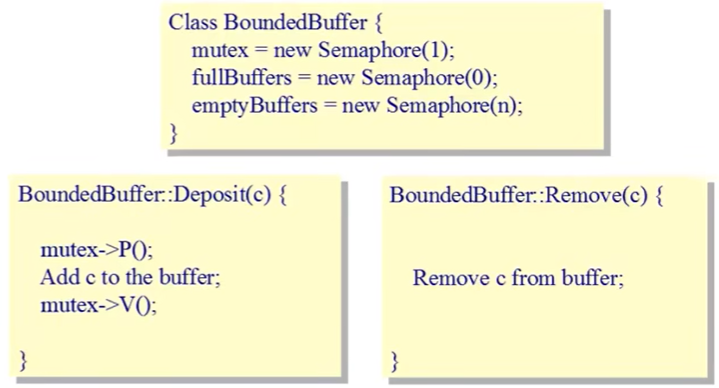 Class BoundedBuffer {
mutex = new Semaphore(1);
fullBuffers = new Semaphore(0);
emptyBuffers = new Semaphore(n);
}
BoundedBuffer::Deposit(c) {
mutex->P();
Add c to the buffer;
mutex->V();
}
BoundedBuffer::Remove(c) {
Remove c from buffer;
}